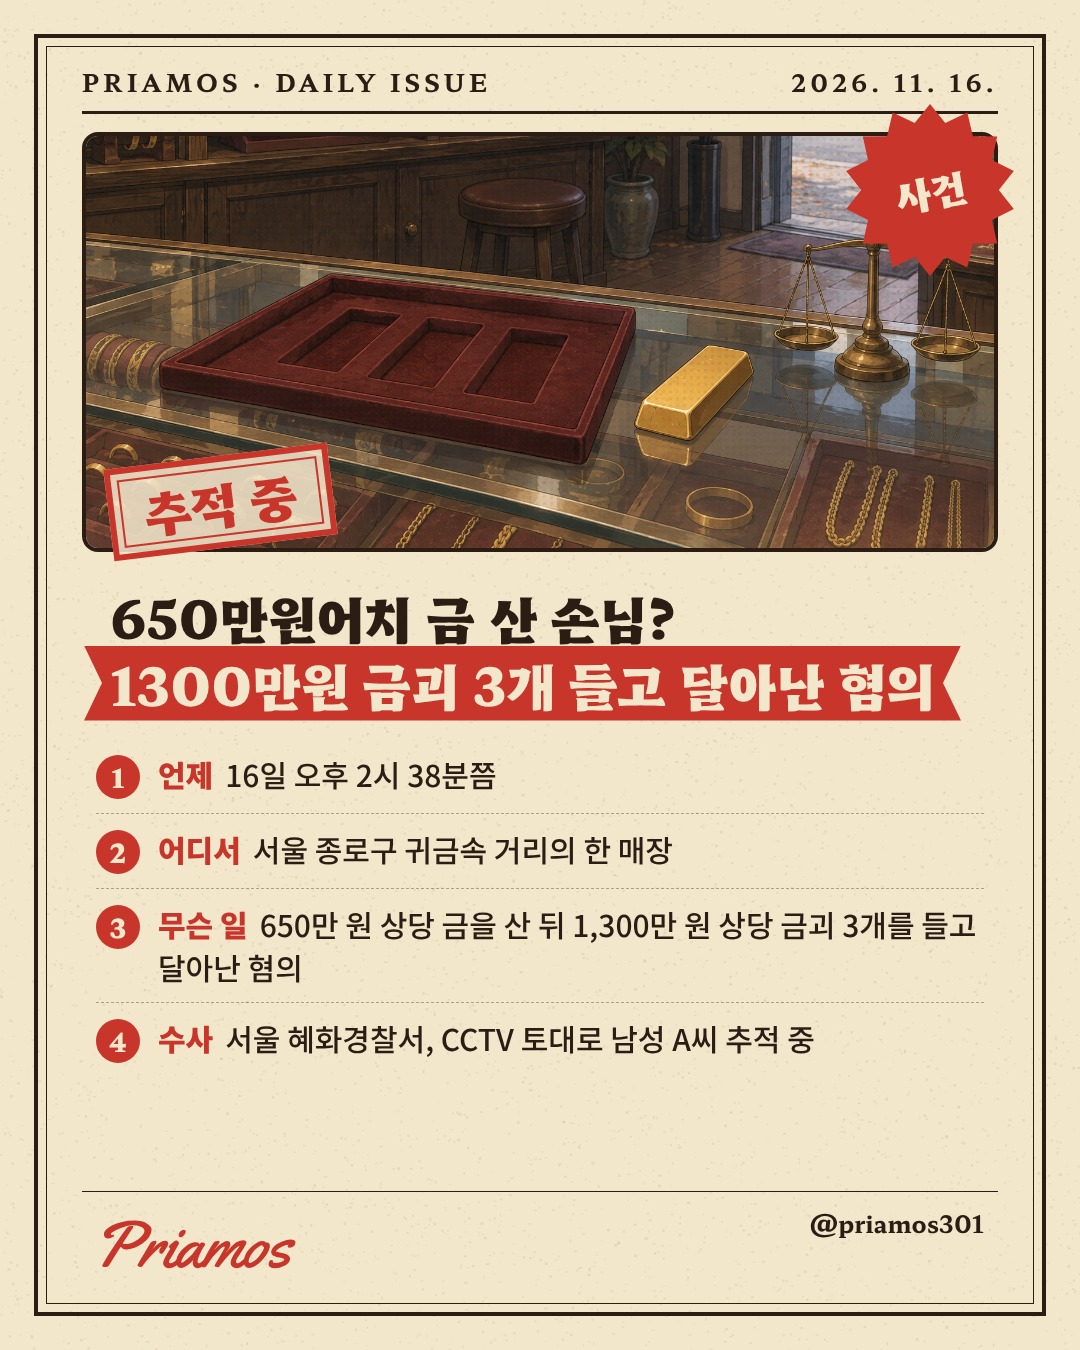 PRIAMOS · DAILY ISSUE
2026. 11. 16.
사건
추적 중
650만원어치 금 산 손님?
1300만원 금괴 3개 들고 달아난 혐의
1 언제 16일 오후 2시 38분쯤
2 어디서 서울 종로구 귀금속 거리의 한 매장
3 무슨 일 650만 원 상당 금을 산 뒤 1,300만 원 상당 금괴 3개를 들고
달아난 혐의
4 수사 서울 혜화경찰서, CCTV 토대로 남성 A씨 추적 중
Priamos
@priamos301